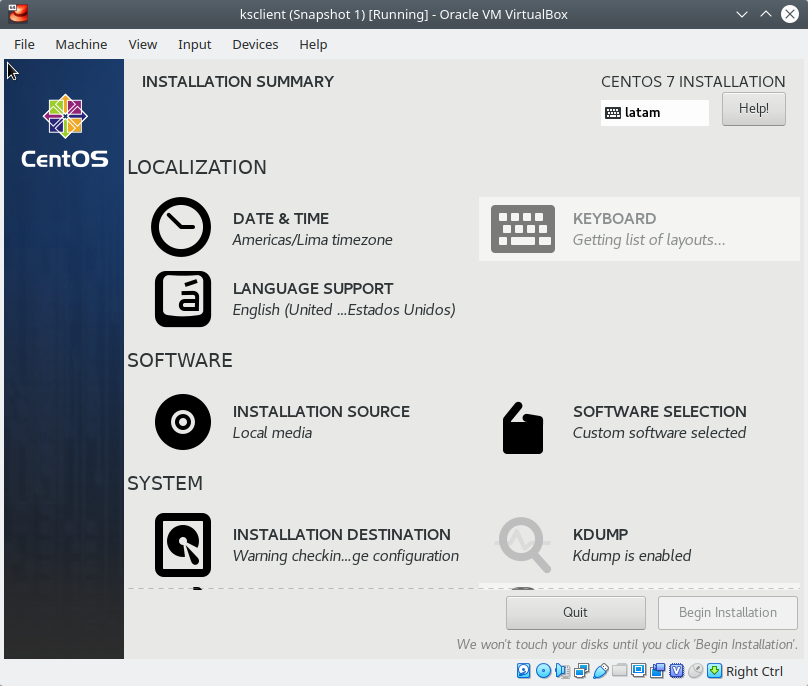 ksclient (Snapshot 1) [Running] - Oracle VM VirtualBox
File Machine View Input Devices Help
INSTALLATION SUMMARY
CENTOS 7 INSTALLATION
latam
Help!
CentOS
LOCALIZATION
DATE & TIME
Americas/Lima timezone
KEYBOARD
Getting list of layouts...
LANGUAGE SUPPORT
English (United ...Estados Unidos)
SOFTWARE
INSTALLATION SOURCE
Local media
SOFTWARE SELECTION
Custom software selected
SYSTEM
INSTALLATION DESTINATION
Warning checkin...ge configuration
KDUMP
Kdump is enabled
Quit
Begin Installation
We won't touch your disks until you click 'Begin Installation'.
Right Ctrl